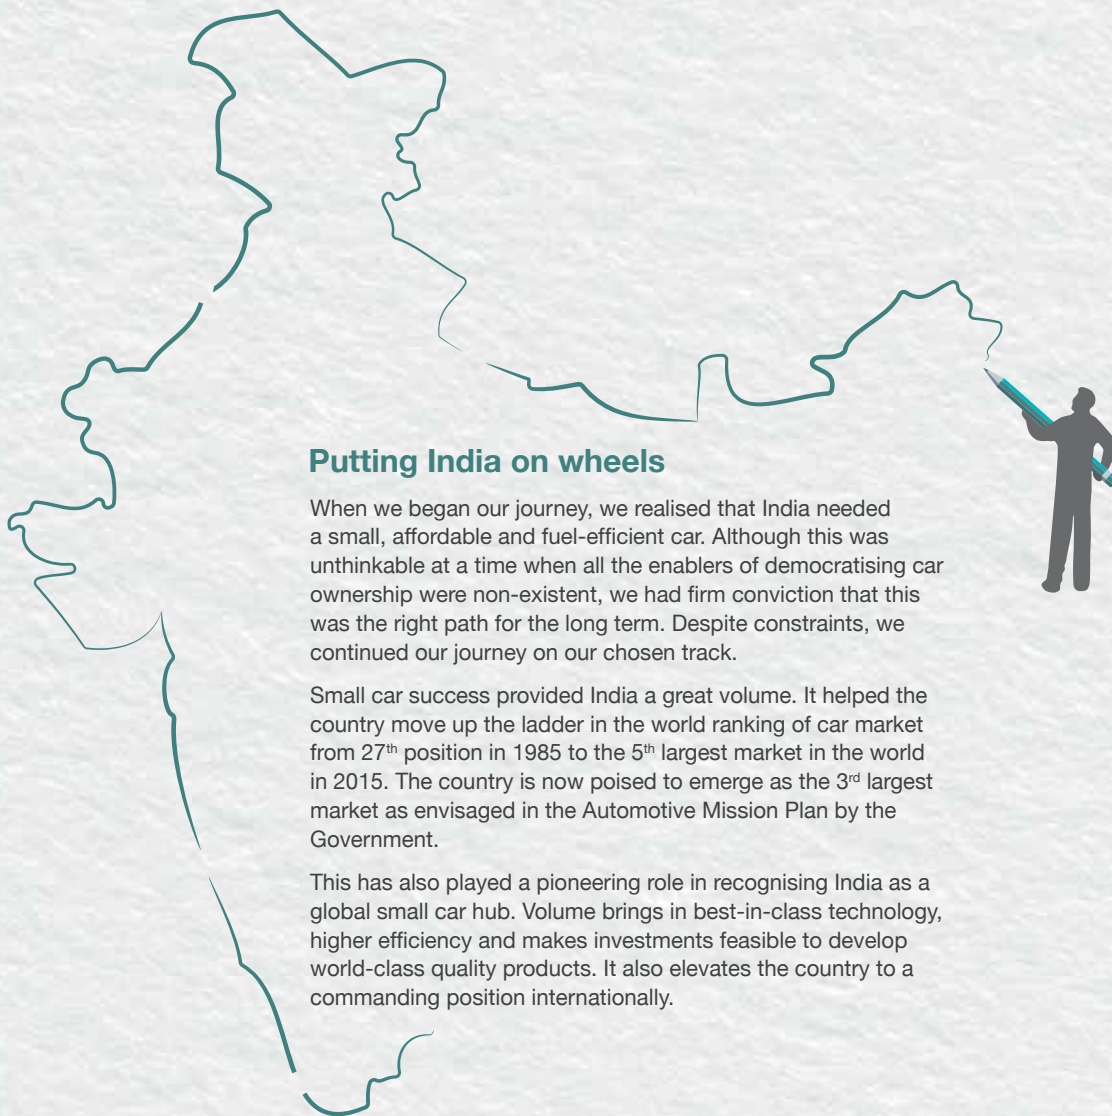 Putting India on wheels
When we began our journey, we realised that India needed
a small, affordable and fuel-efficient car. Although this was
unthinkable at a time when all the enablers of democratising car
ownership were non-existent, we had firm conviction that this
was the right path for the long term. Despite constraints, we
continued our journey on our chosen track.
Small car success provided India a great volume. It helped the
country move up the ladder in the world ranking of car market
from 27th position in 1985 to the 5th largest market in the world
in 2015. The country is now poised to emerge as the 3rd largest
market as envisaged in the Automotive Mission Plan by the
Government.
This has also played a pioneering role in recognising India as a
global small car hub. Volume brings in best-in-class technology,
higher efficiency and makes investments feasible to develop
world-class quality products. It also elevates the country to a
commanding position internationally.